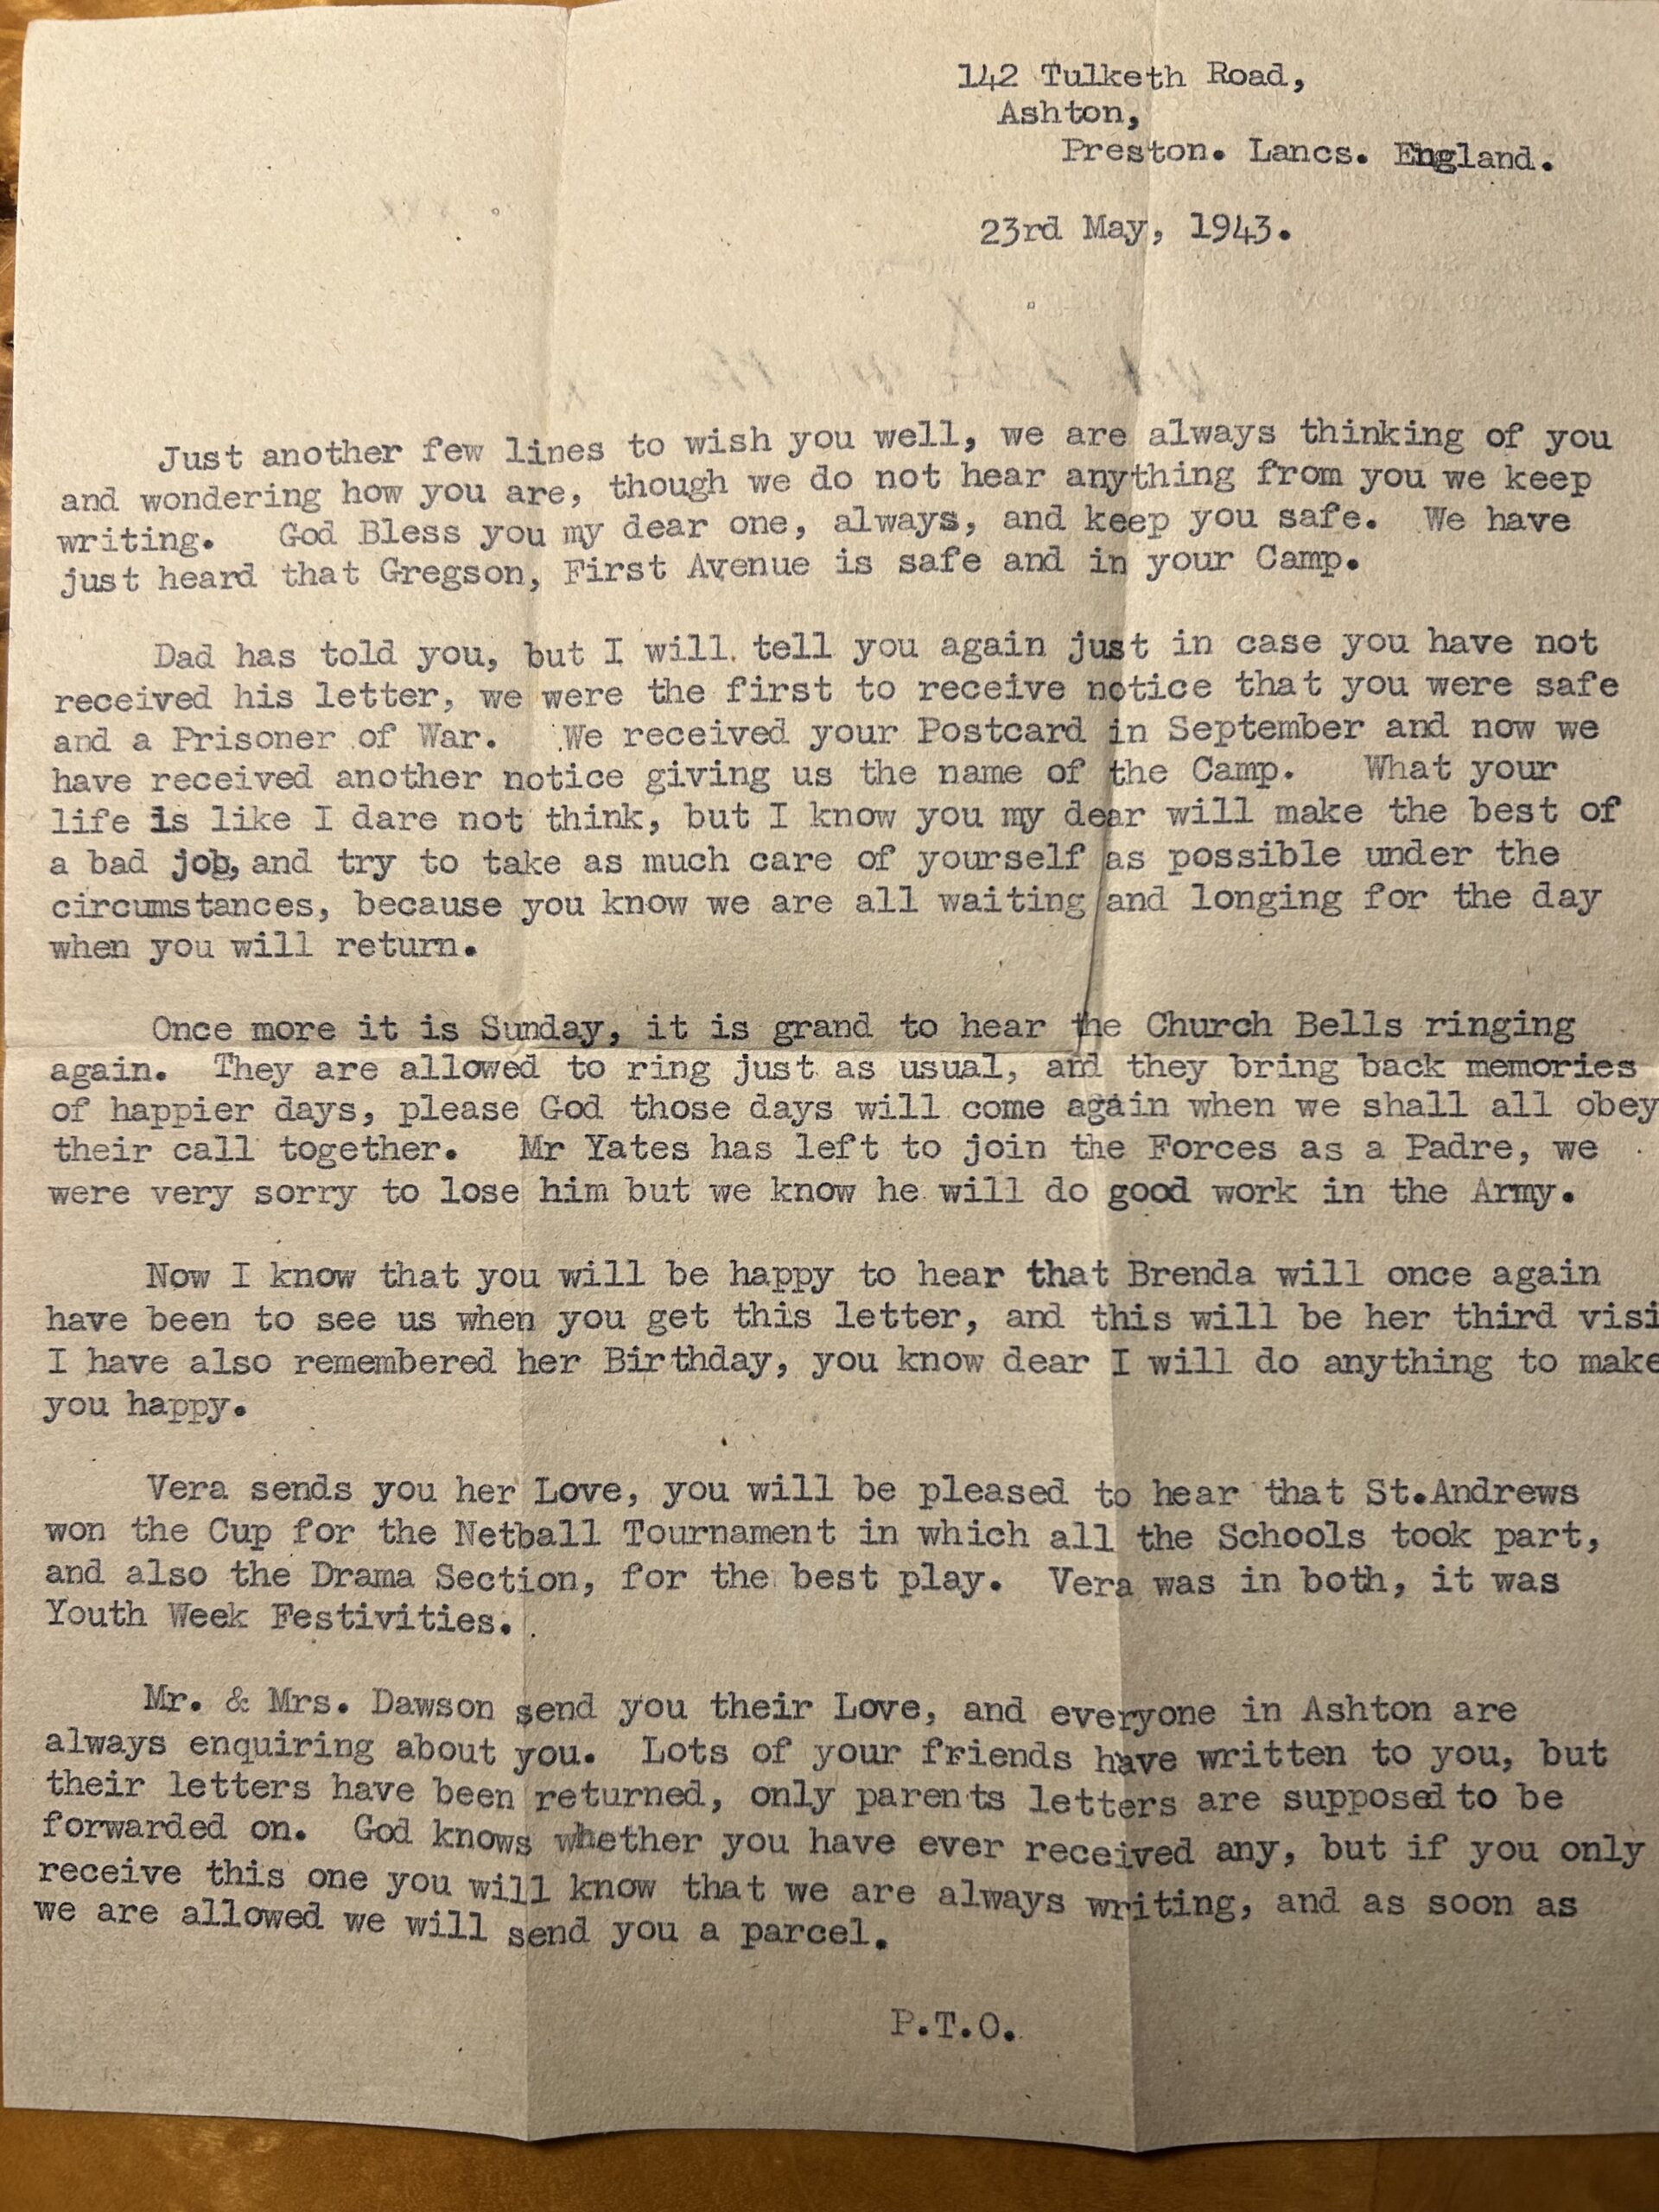 142 Tulketh Road,
Ashton,
Preston. Lancs. England.
23rd May, 1943.
Just another few lines to wish you well, we are always thinking of you
and wondering how you are, though we do not hear anything from you we keep
writing. God Bless you my dear one, always, and keep you safe. We have
just heard that Gregson, First Avenue is safe and in your Camp.
Dad has told you, but I will tell you again just in case you have not
received his letter, we were the first to receive notice that you were safe
and a Prisoner of War. We received your Postcard in September and now we
have received another notice giving us the name of the Camp. What your
life is like I dare not think, but I know you my dear will make the best of
a bad job, and try to take as much care of yourself as possible under the
circumstances, because you know we are all waiting and longing for the day
when you will return.
Once more it is Sunday, it is grand to hear the Church Bells ringing
again. They are allowed to ring just as usual, and they bring back memories
of happier days, please God those days will come again when we shall all obey
their call together. Mr Yates has left to join the Forces as a Padre, we
were very sorry to lose him but we know he will do good work in the Army.
Now I know that you will be happy to hear that Brenda will once again
have been to see us when you get this letter, and this will be her third visi
I have also remembered her Birthday, you know dear I will do anything to make
you happy.
Vera sends you her Love, you will be pleased to hear that St.Andrews
won the Cup for the Netball Tournament in which all the Schools took part,
and also the Drama Section, for the best play. Vera was in both, it was
Youth Week Festivities.
Mr. & Mrs. Dawson send you their Love, and everyone in Ashton are
always enquiring about you. Lots of your friends have written to you, but
their letters have been returned, only parents letters are supposed to be
forwarded on. God knows whether you have ever received any, but if you only
receive this one you will know that we are always writing, and as soon as
we are allowed we will send you a parcel.
P.T.O.